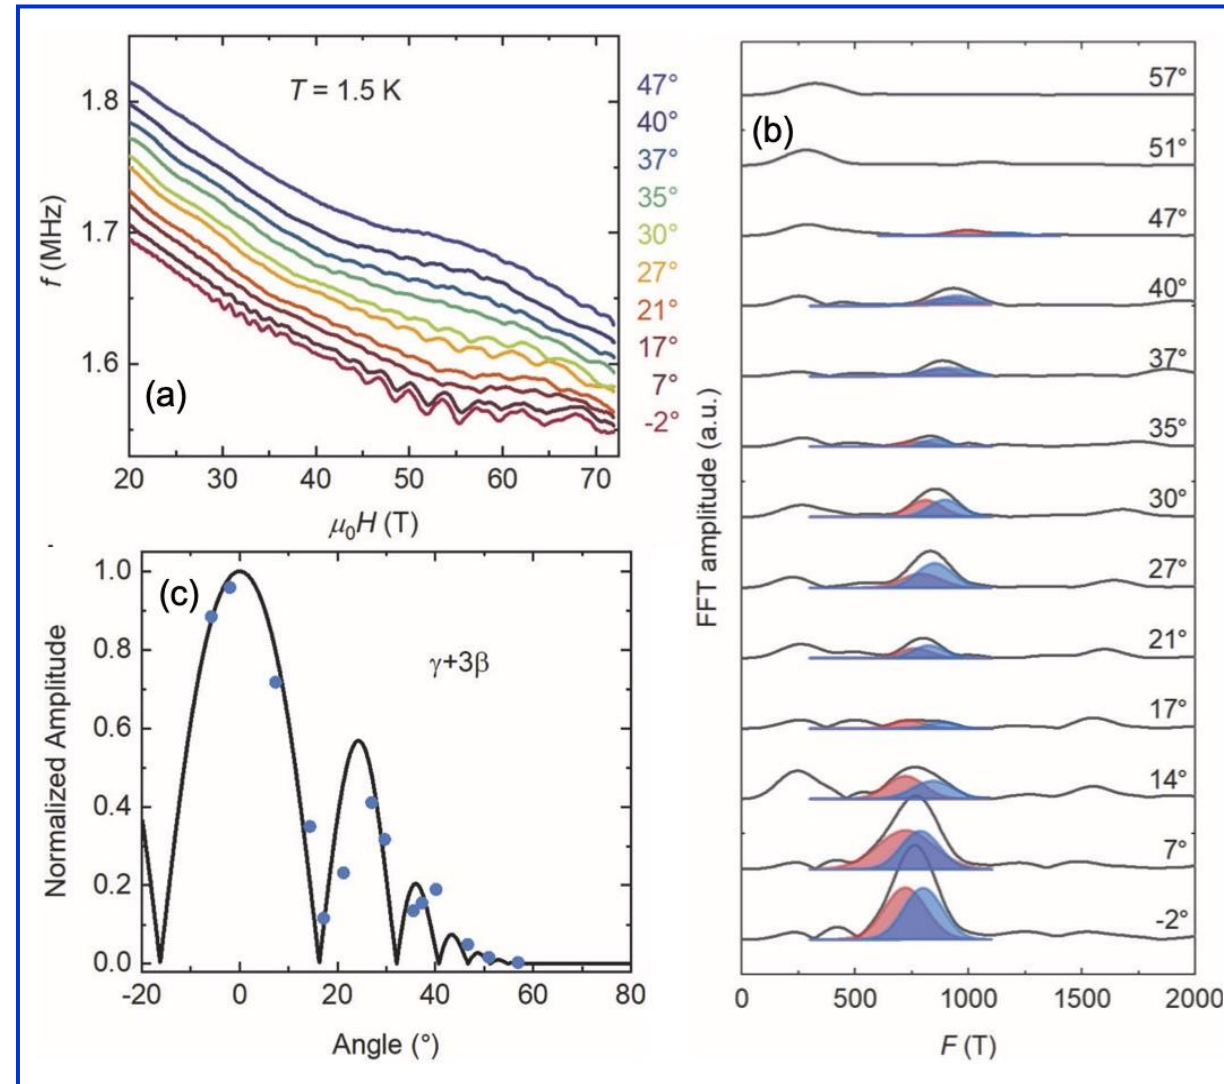 T = 1.5 K
(a)
1.8
1.7
1.6
f (MHz)
20 30 40 50 60 70
μ₀H (T)
47°
40°
37°
35°
30°
27°
21°
17°
7°
-2°
(b)
57°
51°
47°
40°
37°
35°
30°
27°
21°
17°
14°
7°
-2°
FFT amplitude (a.u.)
0 500 1000 1500 2000
F (T)
(c)
γ+3β
1.0
0.8
0.6
0.4
0.2
0.0
Normalized Amplitude
-20 0 20 40 60 80
Angle (°)